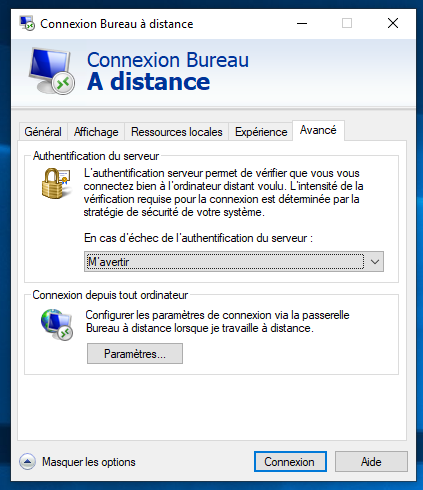 Connexion Bureau à distance
Connexion Bureau
A distance
Général
Affichage
Ressources locales
Expérience
Avancé
Authentification du serveur
L'authentification serveur permet de vérifier que vous vous
connectez bien à l'ordinateur distant voulu. L'intensité de la
vérification requise pour la connexion est déterminée par la
stratégie de sécurité de votre système.
En cas d'échec de l'authentification du serveur :
M'avertir
Connexion depuis tout ordinateur
Configurer les paramètres de connexion via la passerelle
Bureau à distance lorsque je travaille à distance.
Paramètres...
Masquer les options
Connexion
Aide